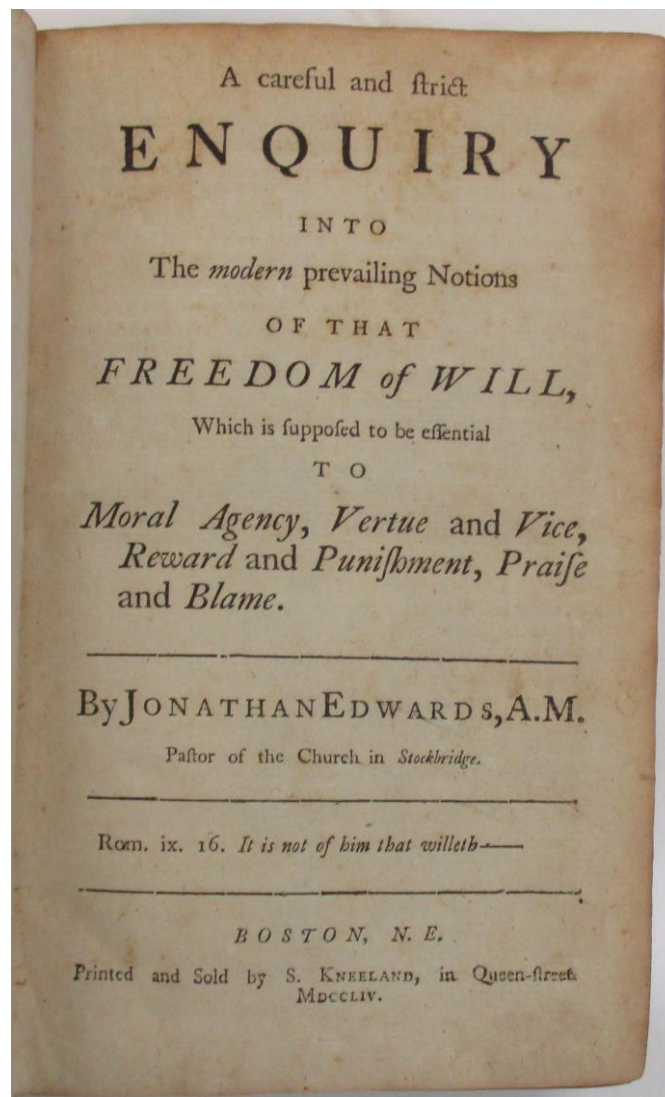 A careful and ſtrict
ENQUIRY
INTO
The modern prevailing Notions
OF THAT
FREEDOM of WILL,
Which is ſuppoſed to be eſſential
TO
Moral Agency, Vertue and Vice,
Reward and Puniſhment, Praiſe
and Blame.
By JONATHAN EDWARDS, A.M.
Paſtor of the Church in Stockbridge.
Rom. ix. 16. It is not of him that willeth——
BOSTON, N. E.
Printed and Sold by S. KNEELAND, in Queen-ſtreet.
MDCCLIV.